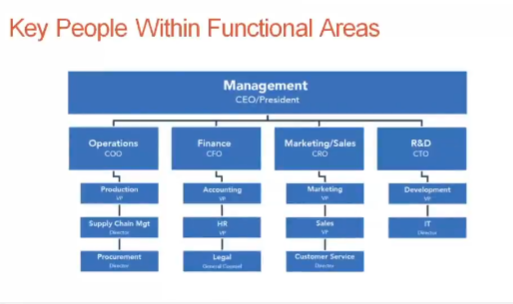 Key People Within Functional Areas
Management
CEO/President
Operations
COO
Finance
CFO
Marketing/Sales
CRO
R&D
CTO
Production
VP
Accounting
VP
Marketing
VP
Development
VP
Supply Chain Mgt
Director
HR
VP
Sales
VP
IT
Director
Procurement
Director
Legal
General Counsel
Customer Service
Director